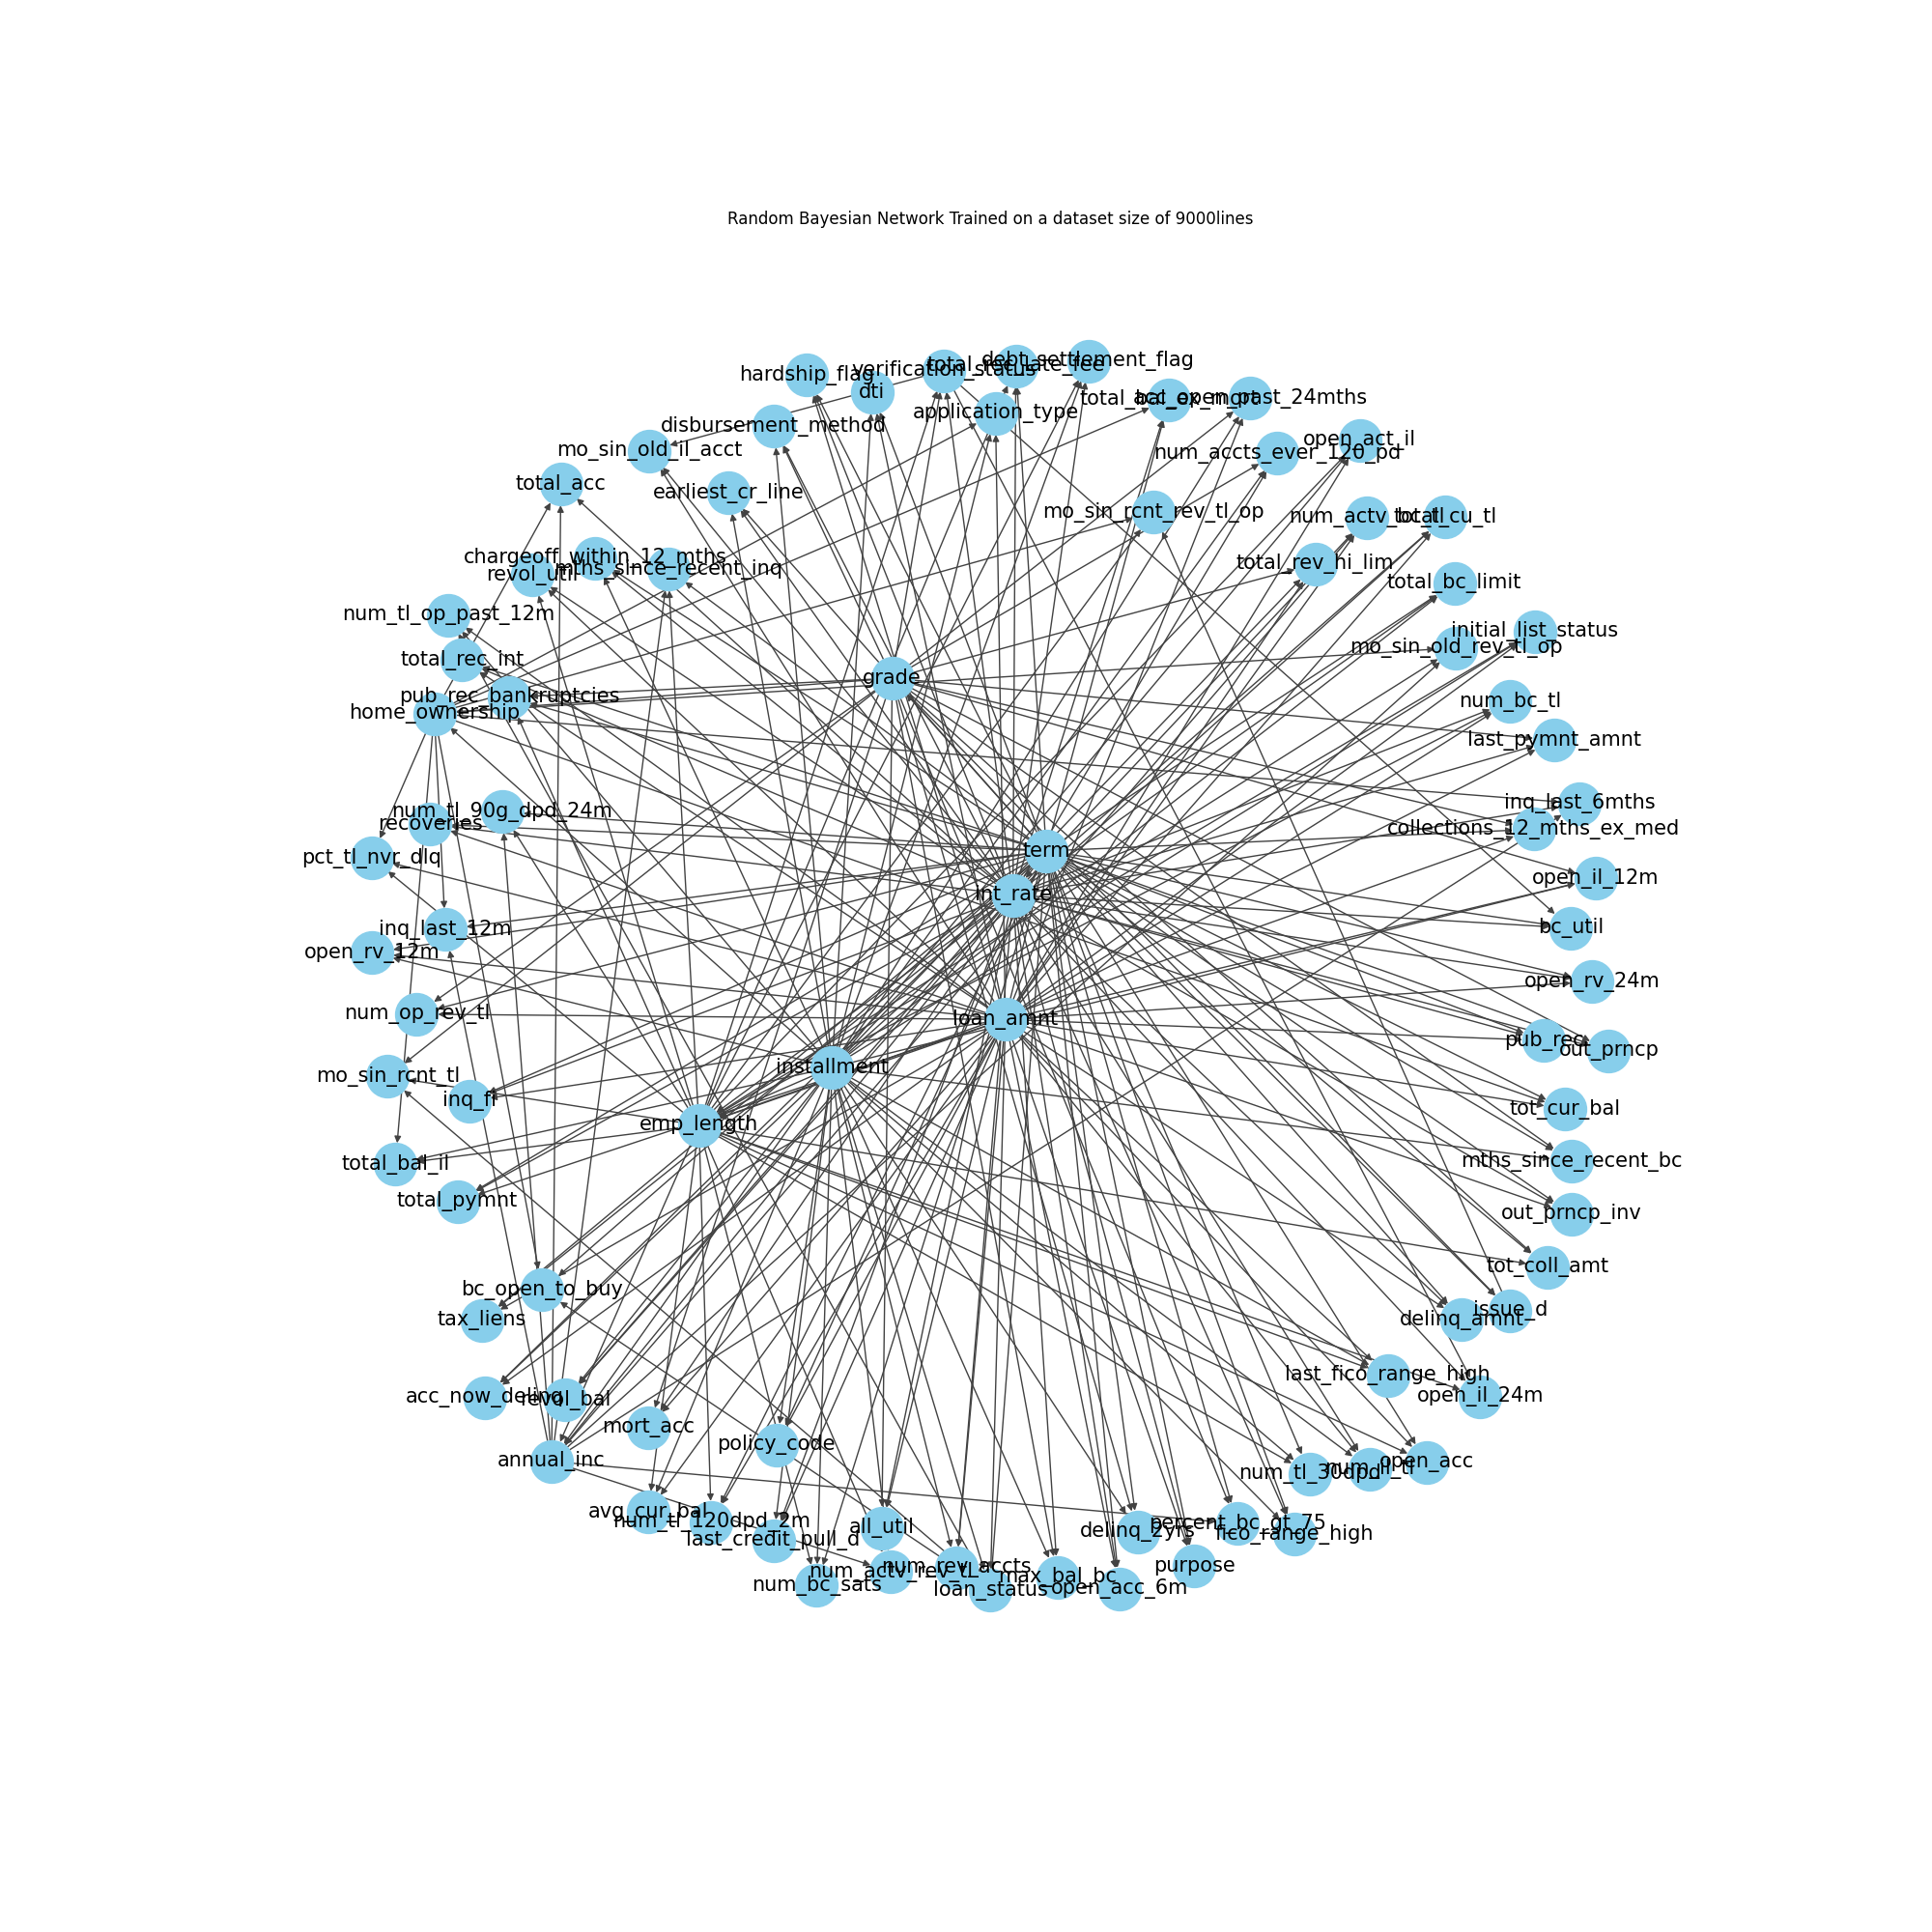 Random Bayesian Network Trained on a dataset size of 9000lines
debt_settlement_flag
total_rec_late_fee
verification_status
hardship_flag
dti
total_bal_ex_mort
acc_open_past_24mths
application_type
disbursement_method
open_act_il
mo_sin_old_il_acct
num_accts_ever_120_pd
total_acc
earliest_cr_line
mo_sin_rcnt_rev_tl_op
num_actv_bc_tl
total_cu_tl
chargeoff_within_12_mths
total_rev_hi_lim
mths_since_recent_inq
revol_util
total_bc_limit
num_tl_op_past_12m
initial_list_status
mo_sin_old_rev_tl_op
total_rec_int
grade
pub_rec_bankruptcies
num_bc_tl
home_ownership
last_pymnt_amnt
inq_last_6mths
num_tl_90g_dpd_24m
recoveries
collections_12_mths_ex_med
term
pct_tl_nvr_dlq
open_il_12m
int_rate
inq_last_12m
bc_util
open_rv_12m
open_rv_24m
num_op_rev_tl
loan_amnt
pub_rec
out_prncp
installment
mo_sin_rcnt_tl
inq_fi
tot_cur_bal
emp_length
total_bal_il
mths_since_recent_bc
total_pymnt
out_prncp_inv
tot_coll_amt
bc_open_to_buy
issue_d
tax_liens
delinq_amnt
last_fico_range_high
acc_now_delinq
revol_bal
open_il_24m
mort_acc
policy_code
annual_inc
open_acc
num_tl_30dpd
num_il_tl
avg_cur_bal
num_tl_120dpd_2m
percent_bc_gt_75
all_util
delinq_2yrs
fico_range_high
last_credit_pull_d
num_rev_accts
purpose
num_actv_rev_tl
max_bal_bc
num_bc_sats
loan_status
open_acc_6m